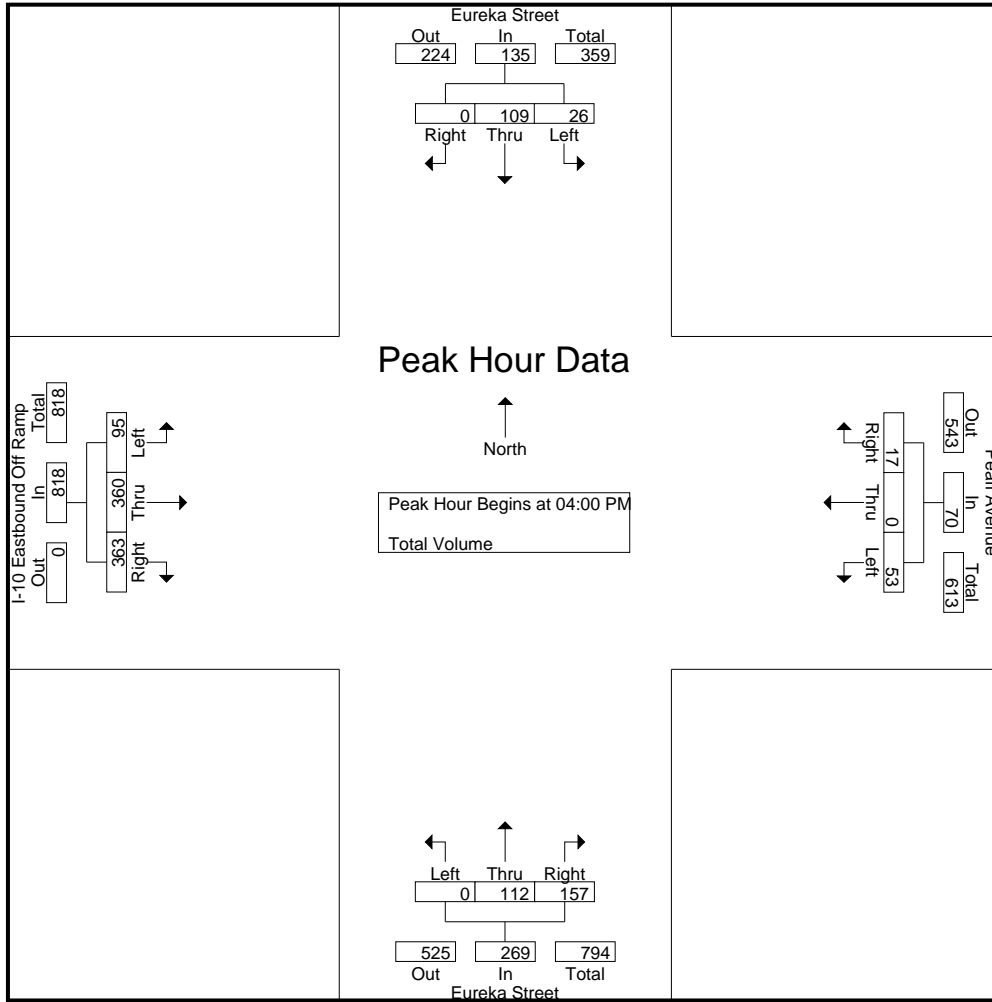 Eureka Street
Out In Total
224 135 359
0 109 26
Right Thru Left
Peak Hour Data
North
Peak Hour Begins at 04:00 PM
Total Volume
I-10 Eastbound Off Ramp
Out In Total
0 818 818
363 360 95
Right Thru Left
Out In Total
543 70 613
17 0 53
Right Thru Left
Avenue
Left Thru Right
0 112 157
525 269 794
Out In Total
Eureka Street